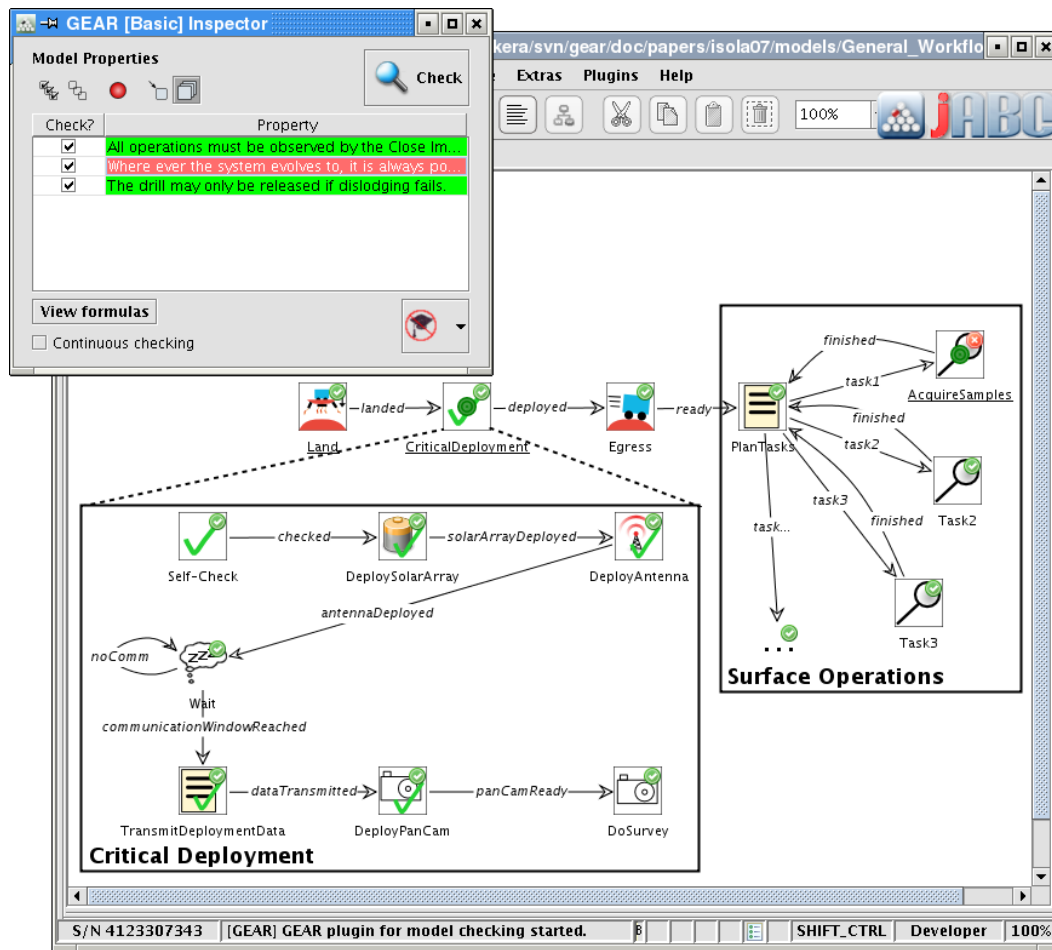 GEAR [Basic] Inspector
kera/svn/gear/doc/papers/isola07/models/General_Workflo
Model Properties
Check
Extras Plugins Help
100%
jABC
Check? Property
All operations must be observed by the Close Im...
Where ever the system evolves to, it is always po...
The drill may only be released if dislodging fails.
View formulas
Continuous checking
finished
AcquireSamples
task1
landed
deployed
ready
finished
Land
CriticalDeployment
Egress
PlanTasks
task2
task3
Task2
task...
finished
checked
solarArrayDeployed
Self-Check
DeploySolarArray
DeployAntenna
antennaDeployed
Task3
...
noComm
zzz
Wait
Surface Operations
communicationWindowReached
dataTransmitted
panCamReady
TransmitDeploymentData
DeployPanCam
DoSurvey
Critical Deployment
S/N 4123307343 [GEAR] GEAR plugin for model checking started. SHIFT_CTRL Developer 100%